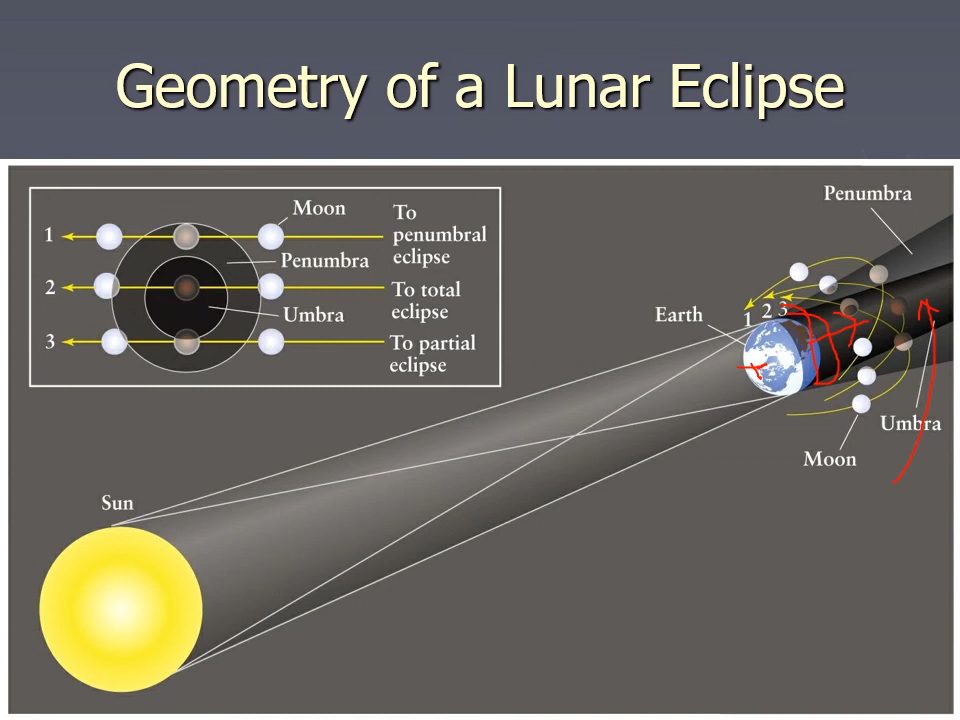 Geometry of a Lunar Eclipse
1
Moon
To
penumbral
eclipse
Penumbra
2
To total
eclipse
Umbra
3
To partial
eclipse
Penumbra
Earth
1 2 3
Umbra
Moon
Sun